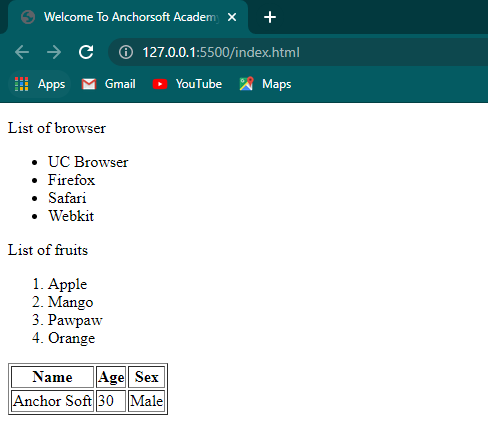 Welcome To Anchorsoft Academy
127.0.0.1:5500/index.html
Apps Gmail YouTube Maps
List of browser
• UC Browser
• Firefox
• Safari
• Webkit
List of fruits
1. Apple
2. Mango
3. Pawpaw
4. Orange
Name Age Sex
Anchor Soft 30 Male